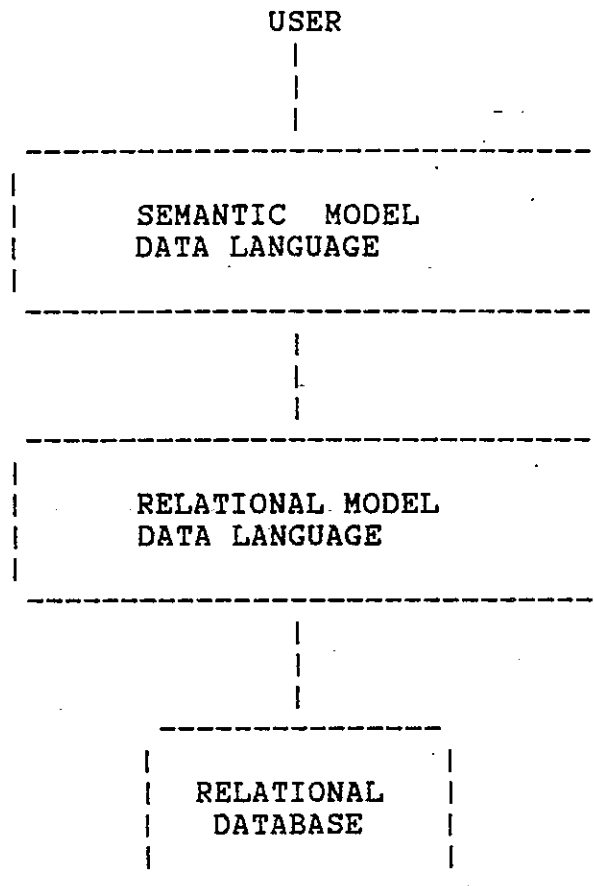 USER
SEMANTIC MODEL
DATA LANGUAGE
RELATIONAL MODEL
DATA LANGUAGE
RELATIONAL
DATABASE